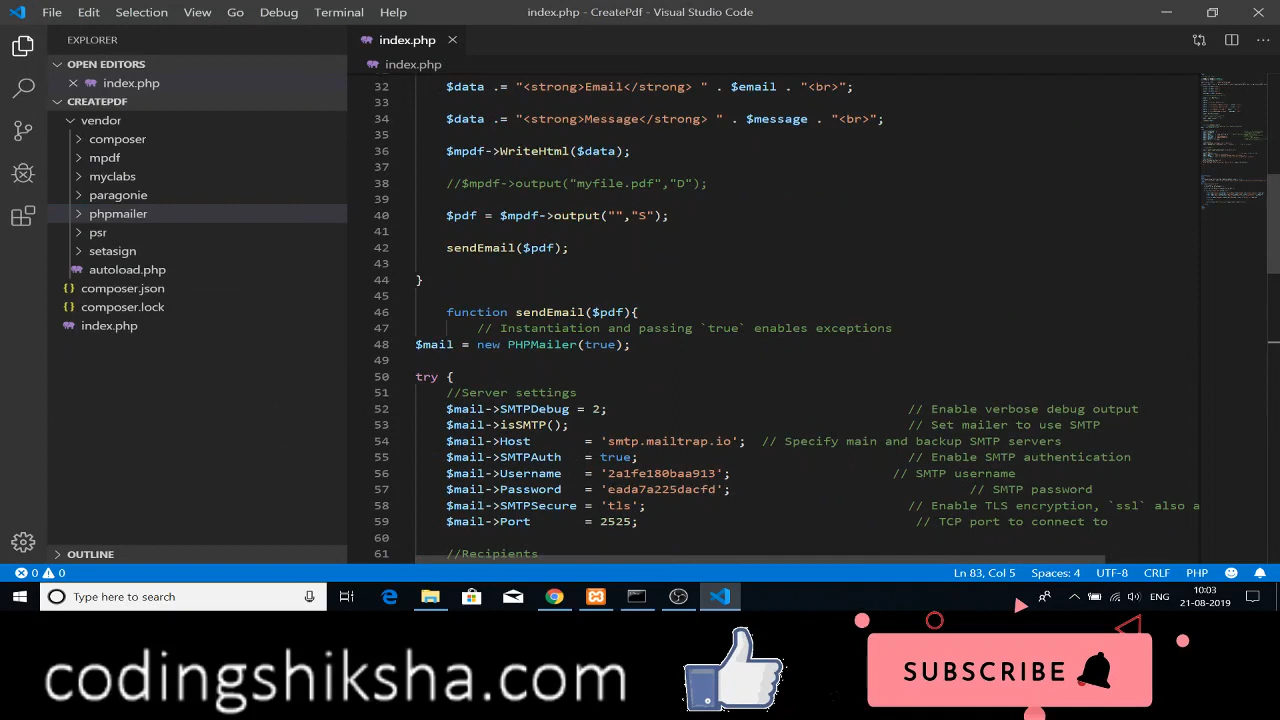 File Edit Selection View Go Debug Terminal Help index.php - CreatePdf - Visual Studio Code
EXPLORER
OPEN EDITORS
index.php
CREATEPDF
vendor
composer
mpdf
myclabs
paragonie
phpmailer
psr
setasign
autoload.php
composer.json
composer.lock
index.php
OUTLINE
index.php
index.php
32 $data .= "<strong>Email</strong> " . $email . "<br>";
33
34 $data .= "<strong>Message</strong> " . $message . "<br>";
35
36 $mpdf->WriteHtml($data);
37
38 //$mpdf->output("myfile.pdf","D");
39
40 $pdf = $mpdf->output("","S");
41
42 sendEmail($pdf);
43
44 }
45
46 function sendEmail($pdf){
47 // Instantiation and passing `true` enables exceptions
48 $mail = new PHPMailer(true);
49
50 try {
51 //Server settings
52 $mail->SMTPDebug = 2; // Enable verbose debug output
53 $mail->isSMTP(); // Set mailer to use SMTP
54 $mail->Host = 'smtp.mailtrap.io'; // Specify main and backup SMTP servers
55 $mail->SMTPAuth = true; // Enable SMTP authentication
56 $mail->Username = '2a1fe180baa913'; // SMTP username
57 $mail->Password = 'eada7a225dacfd'; // SMTP password
58 $mail->SMTPSecure = 'tls'; // Enable TLS encryption, `ssl` also a
59 $mail->Port = 2525; // TCP port to connect to
60
61 //Recipients
0 0 Ln 83, Col 5 Spaces: 4 UTF-8 CRLF PHP
Type here to search ENG 10:03
21-08-2019
codingshiksha.com SUBSCRIBE